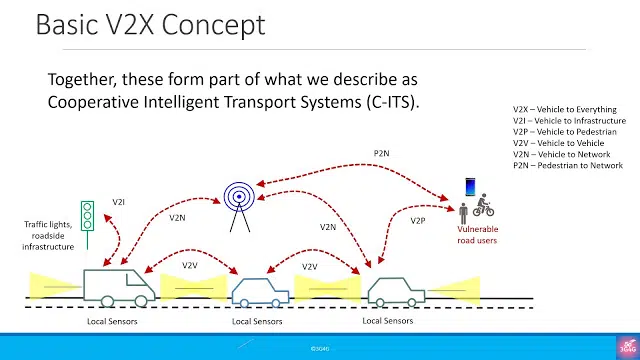 Basic V2X Concept
Together, these form part of what we describe as
Cooperative Intelligent Transport Systems (C-ITS).
V2X – Vehicle to Everything
V2I – Vehicle to Infrastructure
V2P – Vehicle to Pedestrian
V2V – Vehicle to Vehicle
V2N – Vehicle to Network
P2N – Pedestrian to Network
P2N
V2I
V2N
V2N
V2P
Traffic lights,
roadside
infrastructure
Vulnerable
road users
V2V
V2V
Local Sensors
Local Sensors
Local Sensors
©3G4G
3G4G